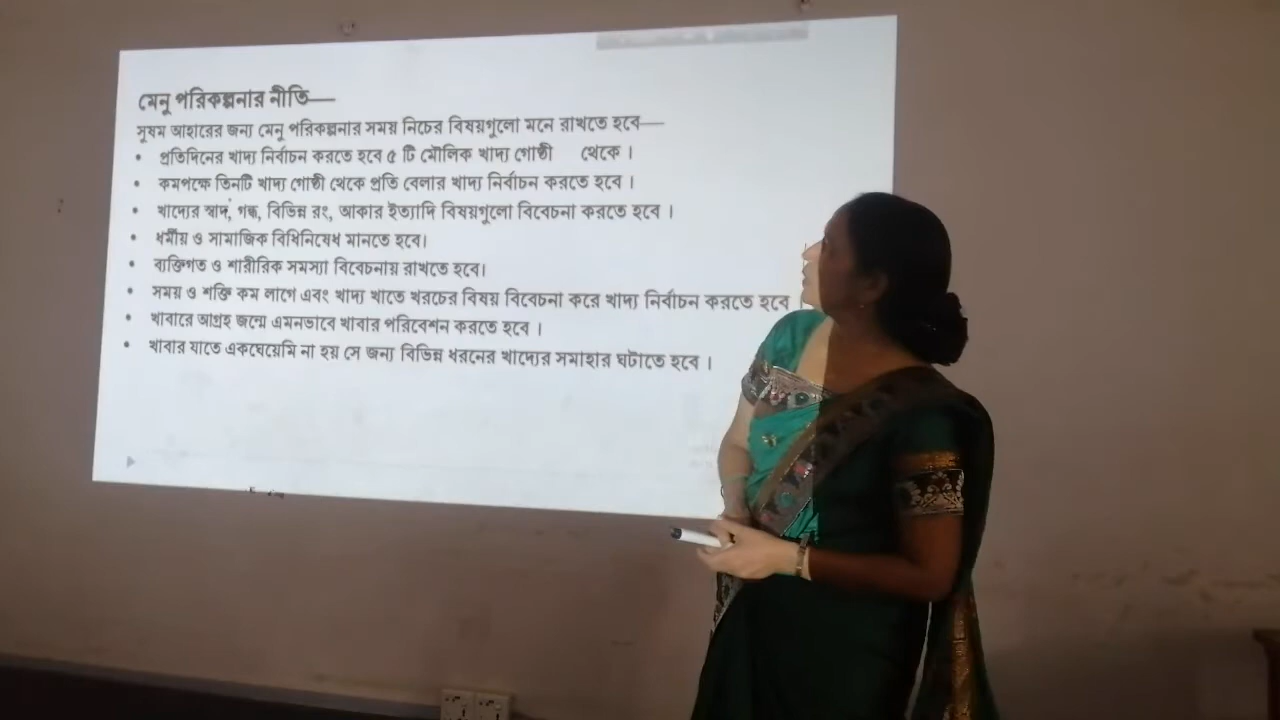 মেনু পরিকল্পনার নীতি—
সুষম আহারের জন্য মেনু পরিকল্পনার সময় নিচের বিষয়গুলো মনে রাখতে হবে—
• প্রতিদিনের খাদ্য নির্বাচন করতে হবে ৫ টি মৌলিক খাদ্য গোষ্ঠী থেকে ।
• কমপক্ষে তিনটি খাদ্য গোষ্ঠী থেকে প্রতি বেলার খাদ্য নির্বাচন করতে হবে ।
• খাদ্যের স্বাদ, গন্ধ, বিভিন্ন রং, আকার ইত্যাদি বিষয়গুলো বিবেচনা করতে হবে ।
• ধর্মীয় ও সামাজিক বিধিনিষেধ মানতে হবে।
• ব্যক্তিগত ও শারীরিক সমস্যা বিবেচনায় রাখতে হবে।
• সময় ও শক্তি কম লাগে এবং খাদ্য খাতে খরচের বিষয় বিবেচনা করে খাদ্য নির্বাচন করতে হবে ।
• খাবারে আগ্রহ জন্মে এমনভাবে খাবার পরিবেশন করতে হবে ।
• খাবার যাতে একঘেয়েমি না হয় সে জন্য বিভিন্ন ধরনের খাদ্যের সমাহার ঘটাতে হবে ।